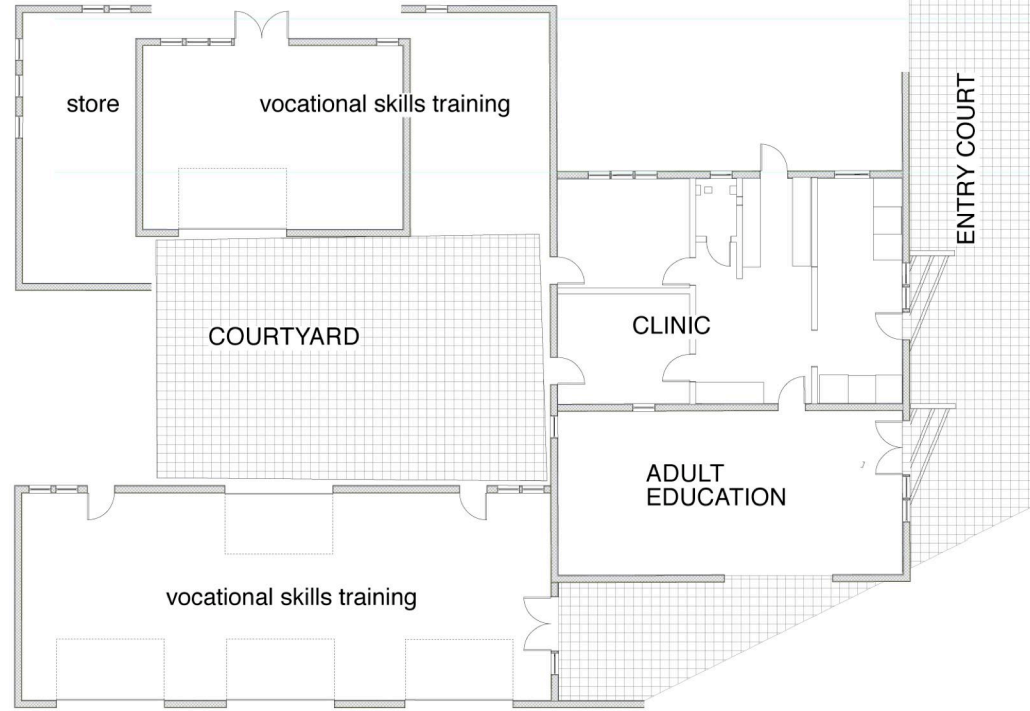 store
vocational skills training
ENTRY COURT
COURTYARD
CLINIC
ADULT
EDUCATION
vocational skills training